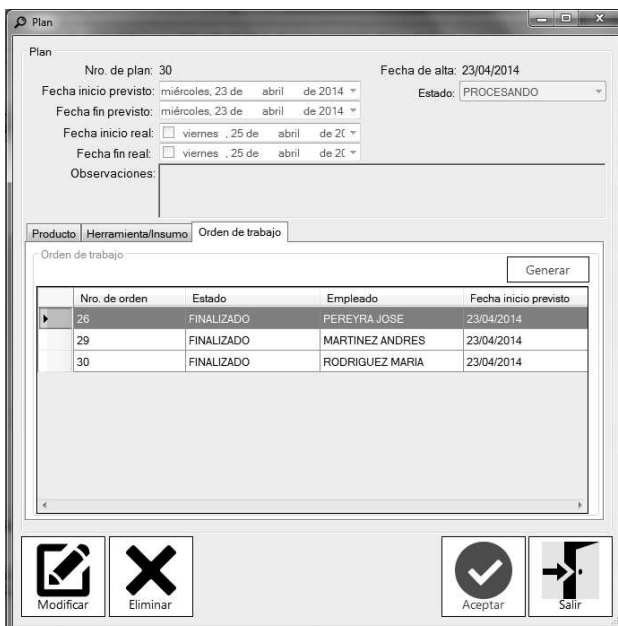 Plan
Plan
Nro. de plan: 30
Fecha de alta: 23/04/2014
Fecha inicio previsto: miércoles, 23 de abril de 2014
Estado: PROCESANDO
Fecha fin previsto: miércoles, 23 de abril de 2014
Fecha inicio real: viernes , 25 de abril de 20
Fecha fin real: viernes , 25 de abril de 20
Observaciones:
Producto Herramienta/Insumo Orden de trabajo
Orden de trabajo
Generar
Nro. de orden Estado Empleado Fecha inicio previsto
26 FINALIZADO PEREYRA JOSE 23/04/2014
29 FINALIZADO MARTINEZ ANDRES 23/04/2014
30 FINALIZADO RODRIGUEZ MARIA 23/04/2014
Modificar Eliminar Aceptar Salir